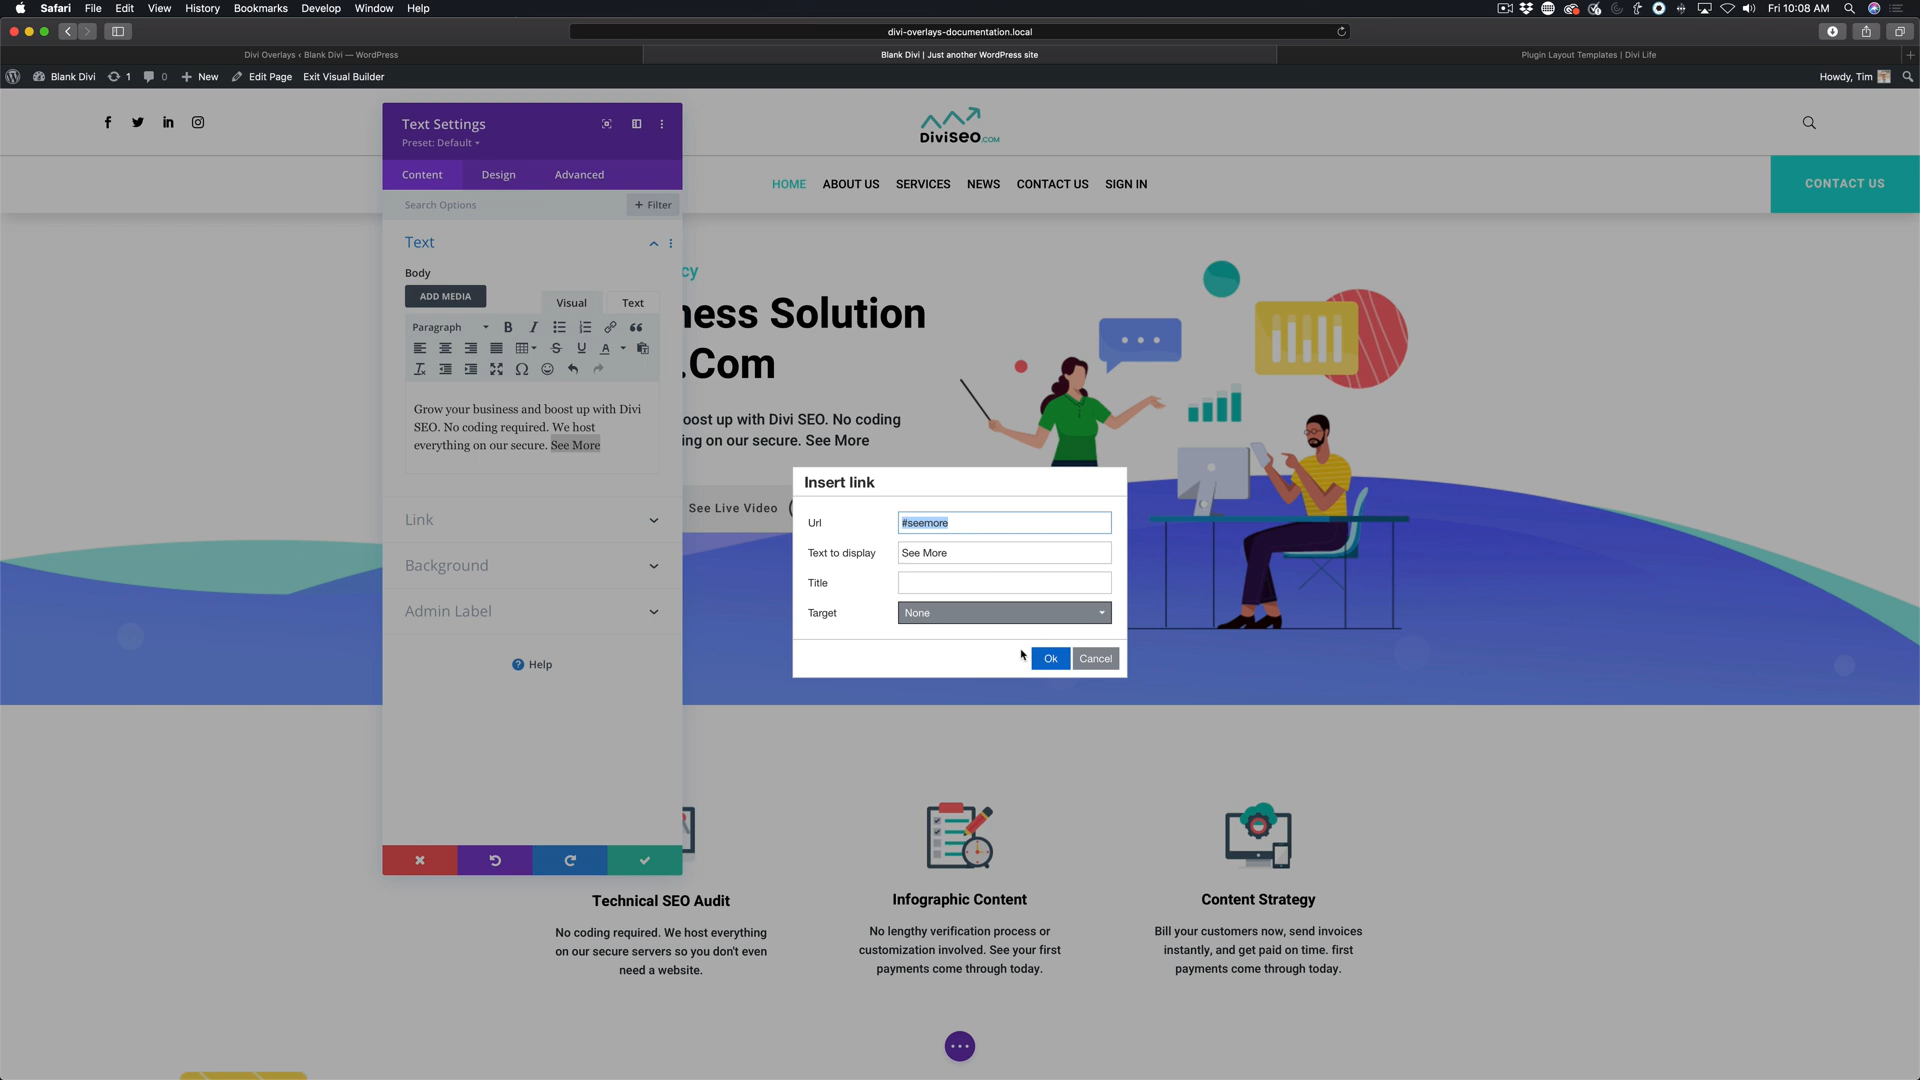 Safari File Edit View History Bookmarks Develop Window Help
Fri 10:08 AM
divi-overlays-documentation.local
Divi Overlays < Blank Divi — WordPress
Blank Divi | Just another WordPress site
Plugin Layout Templates | Divi Life
Blank Divi 1 0 New Edit Page Exit Visual Builder
Howdy, Tim
DiviSEO.COM
HOME ABOUT US SERVICES NEWS CONTACT US SIGN IN
CONTACT US
Text Settings
Preset: Default
Content Design Advanced
Search Options
+ Filter
Text
Body
ADD MEDIA
Visual Text
Paragraph
Grow your business and boost up with Divi
SEO. No coding required. We host
everything on our secure. See More
Link
Background
Admin Label
Help
cy
ness Solution
.Com
oost up with Divi SEO. No coding
ing on our secure. See More
See Live Video
Insert link
Url #seemore
Text to display See More
Title
Target None
Ok Cancel
Technical SEO Audit
No coding required. We host everything
on our secure servers so you don't even
need a website.
Infographic Content
No lengthy verification process or
customization involved. See your first
payments come through today.
Content Strategy
Bill your customers now, send invoices
instantly, and get paid on time. first
payments come through today.